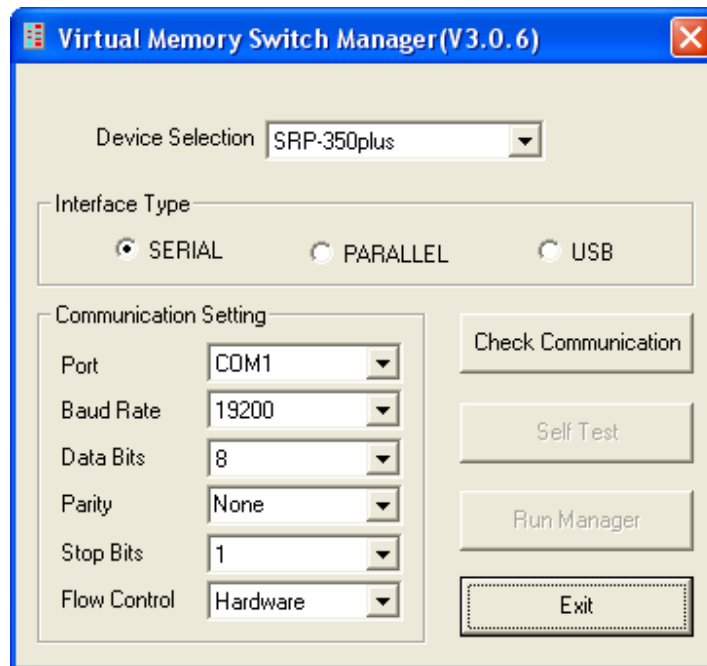 Virtual Memory Switch Manager(V3.0.6)
Device Selection SRP-350plus
Interface Type
SERIAL PARALLEL USB
Communication Setting
Port COM1
Baud Rate 19200
Data Bits 8
Parity None
Stop Bits 1
Flow Control Hardware
Check Communication
Self Test
Run Manager
Exit